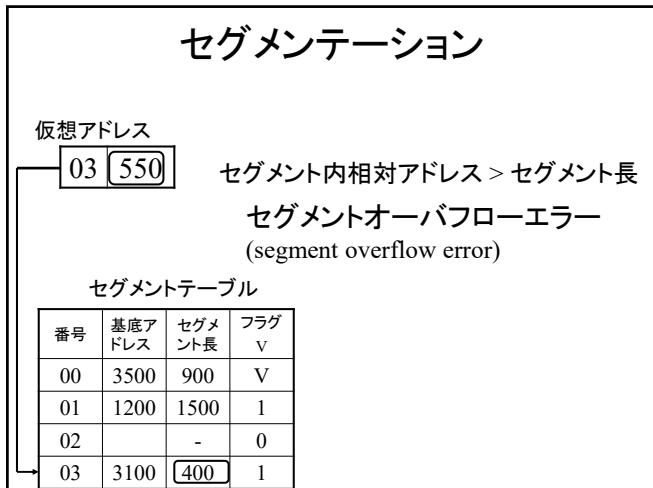 セグメンテーション
仮想アドレス
03 550
セグメント内相対アドレス > セグメント長
セグメントオーバフローエラー
(segment overflow error)
セグメントテーブル
番号 基底アドレス セグメント長 フラグ V
00 3500 900 V
01 1200 1500 1
02 - 0
03 3100 400 1